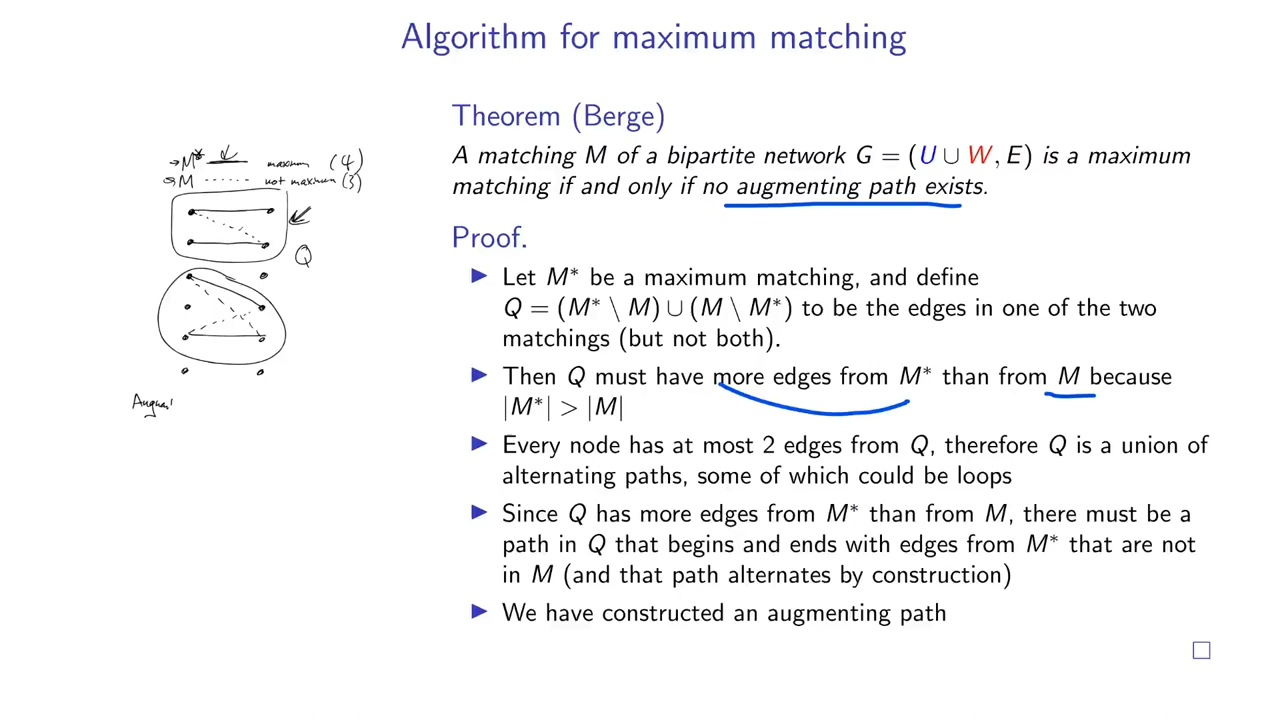 Algorithm for maximum matching
Theorem (Berge)
A matching M of a bipartite network G = (U ∪ W, E) is a maximum
matching if and only if no augmenting path exists.
Proof.
▶ Let M* be a maximum matching, and define
Q = (M* \ M) ∪ (M \ M*) to be the edges in one of the two
matchings (but not both).
▶ Then Q must have more edges from M* than from M because
|M*| > |M|
▶ Every node has at most 2 edges from Q, therefore Q is a union of
alternating paths, some of which could be loops
▶ Since Q has more edges from M* than from M, there must be a
path in Q that begins and ends with edges from M* that are not
in M (and that path alternates by construction)
▶ We have constructed an augmenting path
→ M* maximum (4)
→ M ...... not maximum (3)
Q